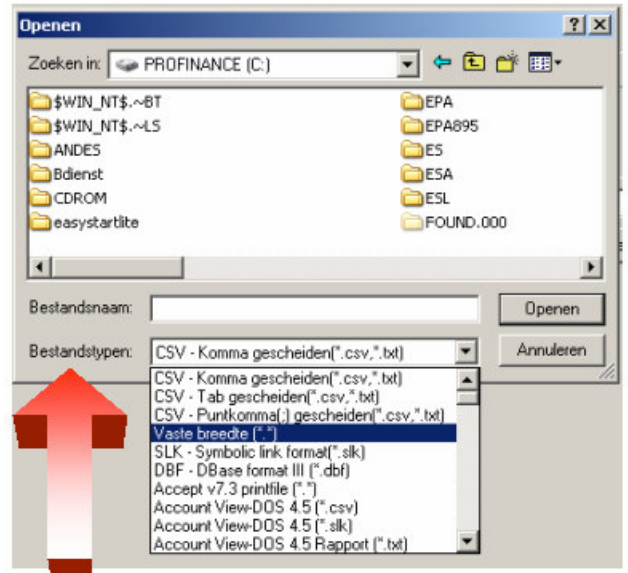 Openen
Zoeken in: PROFINANCE (C:)
$WIN_NT$.~BT
$WIN_NT$.~LS
ANDES
Bdienst
CDROM
easystartlite
EPA
EPA895
ES
ESA
ESL
FOUND.000
Bestandsnaam:
Openen
Bestandstypen: CSV - Komma gescheiden(*.csv,*.txt)
Annuleren
CSV - Komma gescheiden(*.csv,*.txt)
CSV - Tab gescheiden(*.csv,*.txt)
CSV - Puntkomma(;) gescheiden(*.csv,*.txt)
Vaste breedte (*.*)
SLK - Symbolic link format(*.slk)
DBF - DBase format III (*.dbf)
Accept v7.3 printfile (*.*)
Account View-DOS 4.5 (*.csv)
Account View-DOS 4.5 (*.slk)
Account View-DOS 4.5 Rapport (*.txt)